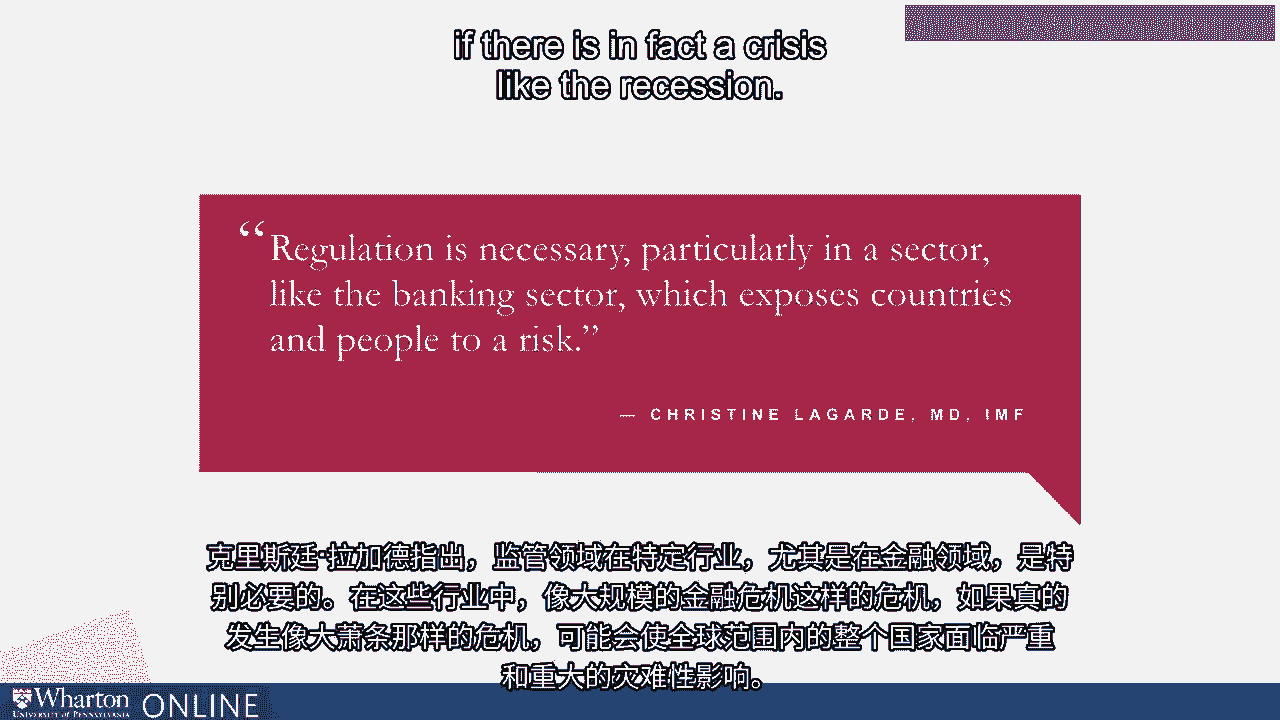 if there is in fact a crisis
like the recession.
“Regulation is necessary, particularly in a sector,
like the banking sector, which exposes countries
and people to a risk.”
— CHRISTINE LAGARDE, MD, IMF
克里斯廷·拉加德指出，监管领域在特定行业，尤其是在金融领域，是特
别必要的。在这些行业中，像大规模的金融危机这样的危机，如果真的
发生像大萧条那样的危机，可能会使全球范围内的整个国家面临严重
和重大的灾难性影响。
Wharton ONLINE
UNIVERSITY OF PENNSYLVANIA